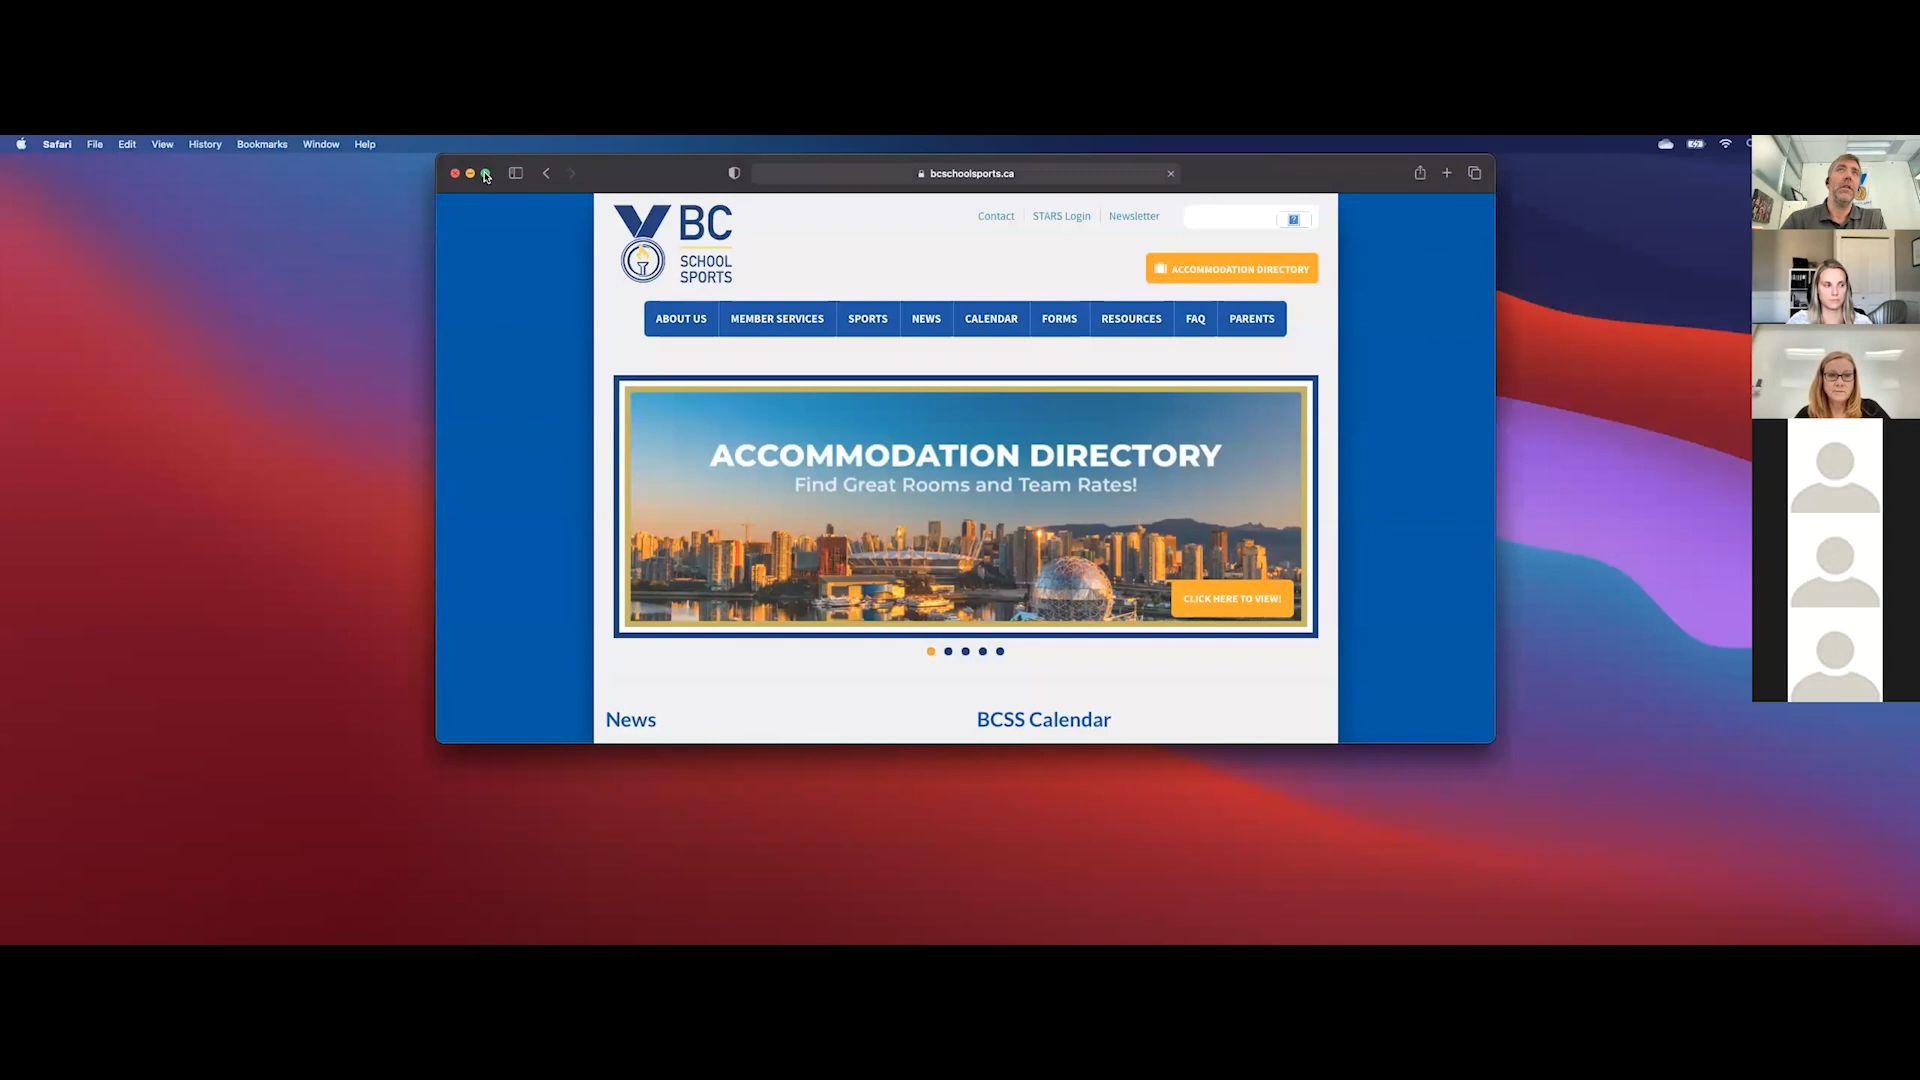 Safari File Edit View History Bookmarks Window Help
bcschoolsports.ca
BC
SCHOOL
SPORTS
Contact STARS Login Newsletter
ACCOMMODATION DIRECTORY
ABOUT US MEMBER SERVICES SPORTS NEWS CALENDAR FORMS RESOURCES FAQ PARENTS
ACCOMMODATION DIRECTORY
Find Great Rooms and Team Rates!
CLICK HERE TO VIEW!
News BCSS Calendar